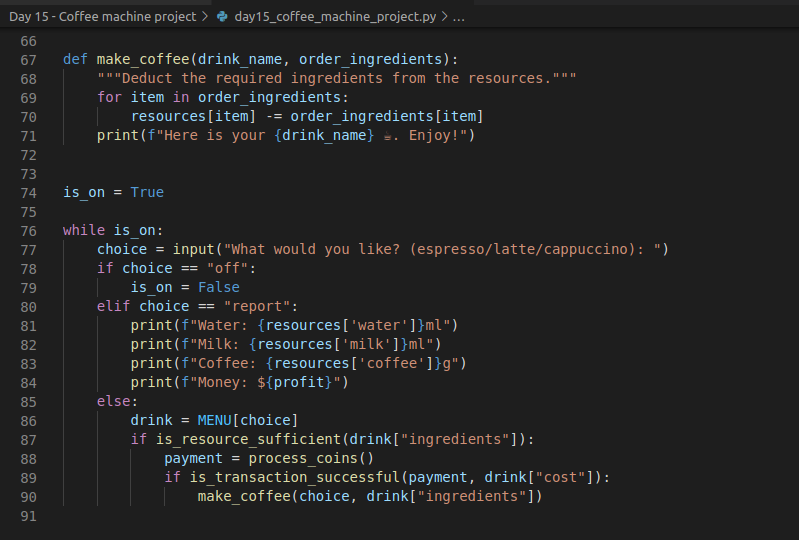 Day 15 - Coffee machine project > day15_coffee_machine_project.py > ...
66
67 def make_coffee(drink_name, order_ingredients):
68     """Deduct the required ingredients from the resources."""
69     for item in order_ingredients:
70         resources[item] -= order_ingredients[item]
71     print(f"Here is your {drink_name} ☕. Enjoy!")
72
73
74 is_on = True
75
76 while is_on:
77     choice = input("What would you like? (espresso/latte/cappuccino): ")
78     if choice == "off":
79         is_on = False
80     elif choice == "report":
81         print(f"Water: {resources['water']}ml")
82         print(f"Milk: {resources['milk']}ml")
83         print(f"Coffee: {resources['coffee']}g")
84         print(f"Money: ${profit}")
85     else:
86         drink = MENU[choice]
87         if is_resource_sufficient(drink["ingredients"]):
88             payment = process_coins()
89             if is_transaction_successful(payment, drink["cost"]):
90                 make_coffee(choice, drink["ingredients"])
91